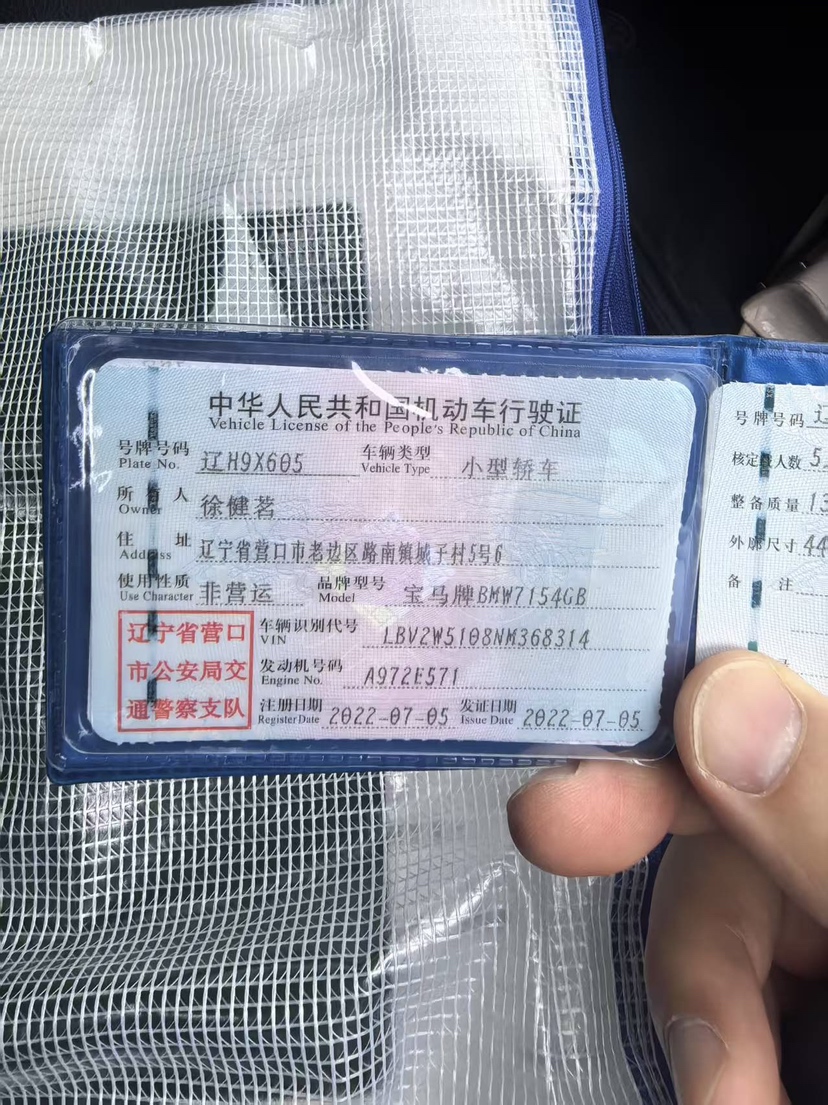 中华人民共和国机动车行驶证
Vehicle License of the People's Republic of China
号牌号码 辽H9X605 车辆类型 小型轿车
Plate No. Vehicle Type
所有人 徐健茗
Owner
住址 辽宁省营口市老边区路南镇城子村5号6
Address
使用性质 非营运 品牌型号 宝马牌BMW7154GB
Use Character Model
辽宁省营口
市公安局交
通警察支队
车辆识别代号 LBV2W5108NM368314
VIN
发动机号码 A972E571
Engine No.
注册日期 2022-07-05 发证日期 2022-07-05
Register Date Issue Date
号牌号码 辽
核定载人数 5
整备质量 13
外廓尺寸 44
备注